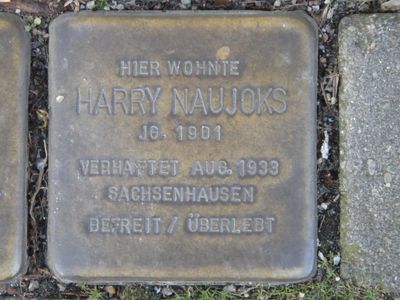 HIER WOHNTE
HARRY NAUJOKS
JG. 1901
VERHAFTET AUG. 1933
SACHSENHAUSEN
BEFREIT / ÜBERLEBT